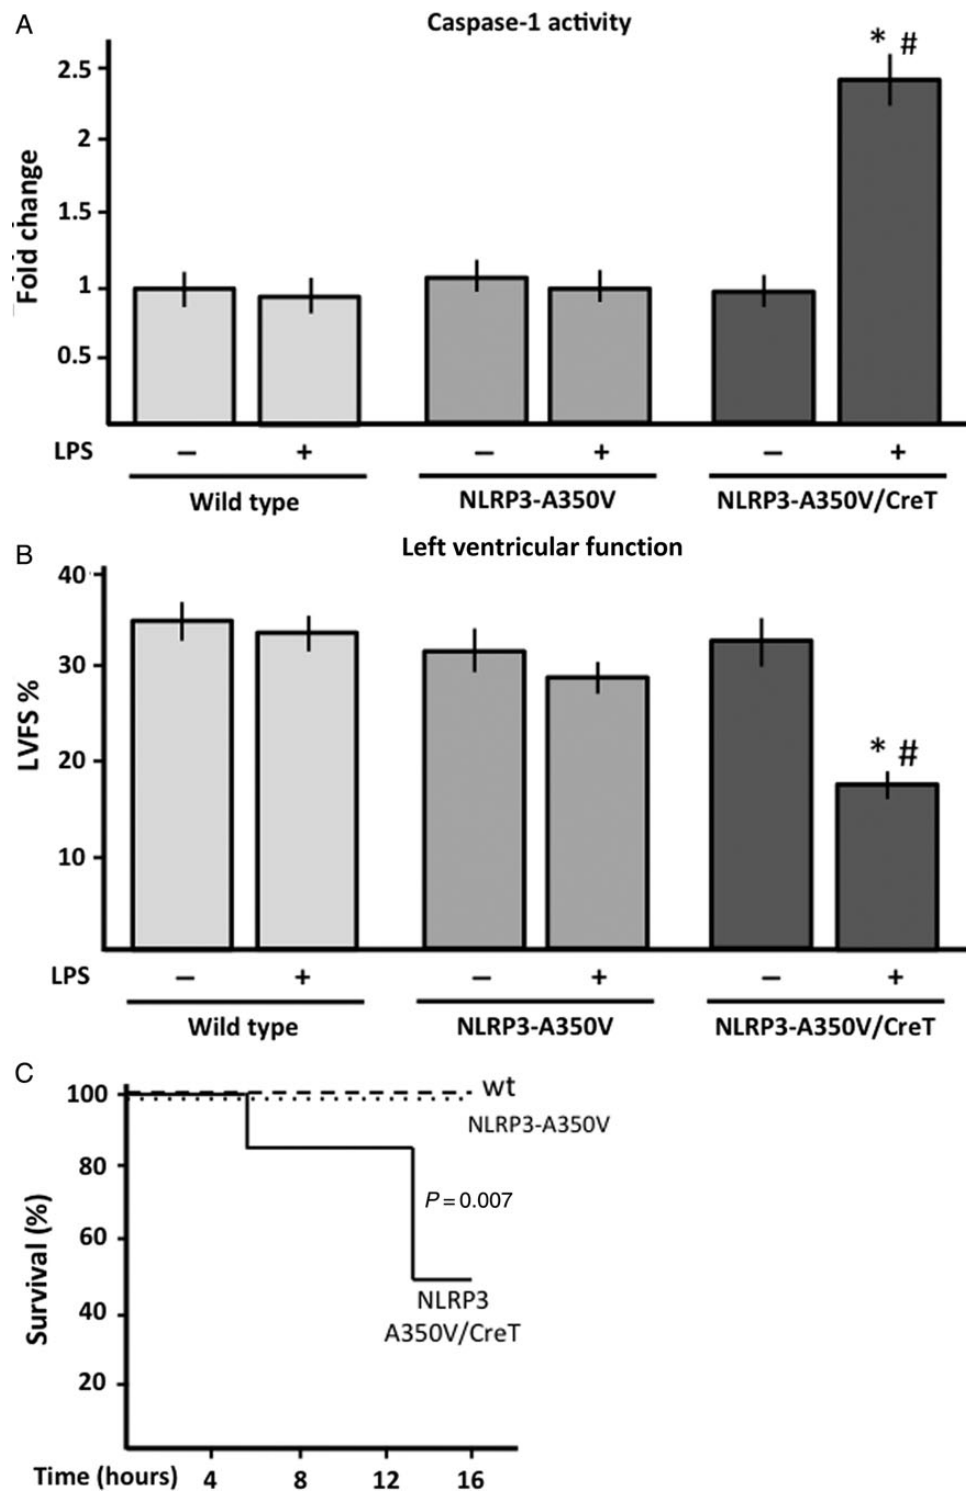 A
Caspase-1 activity
Fold change
2.5
2
1.5
1
0.5
* #
LPS – + – + – +
Wild type NLRP3-A350V NLRP3-A350V/CreT
B
Left ventricular function
LVFS %
40
30
20
10
* #
LPS – + – + – +
Wild type NLRP3-A350V NLRP3-A350V/CreT
C
Survival (%)
100
80
60
40
20
wt
NLRP3-A350V
P = 0.007
NLRP3
A350V/CreT
Time (hours) 4 8 12 16